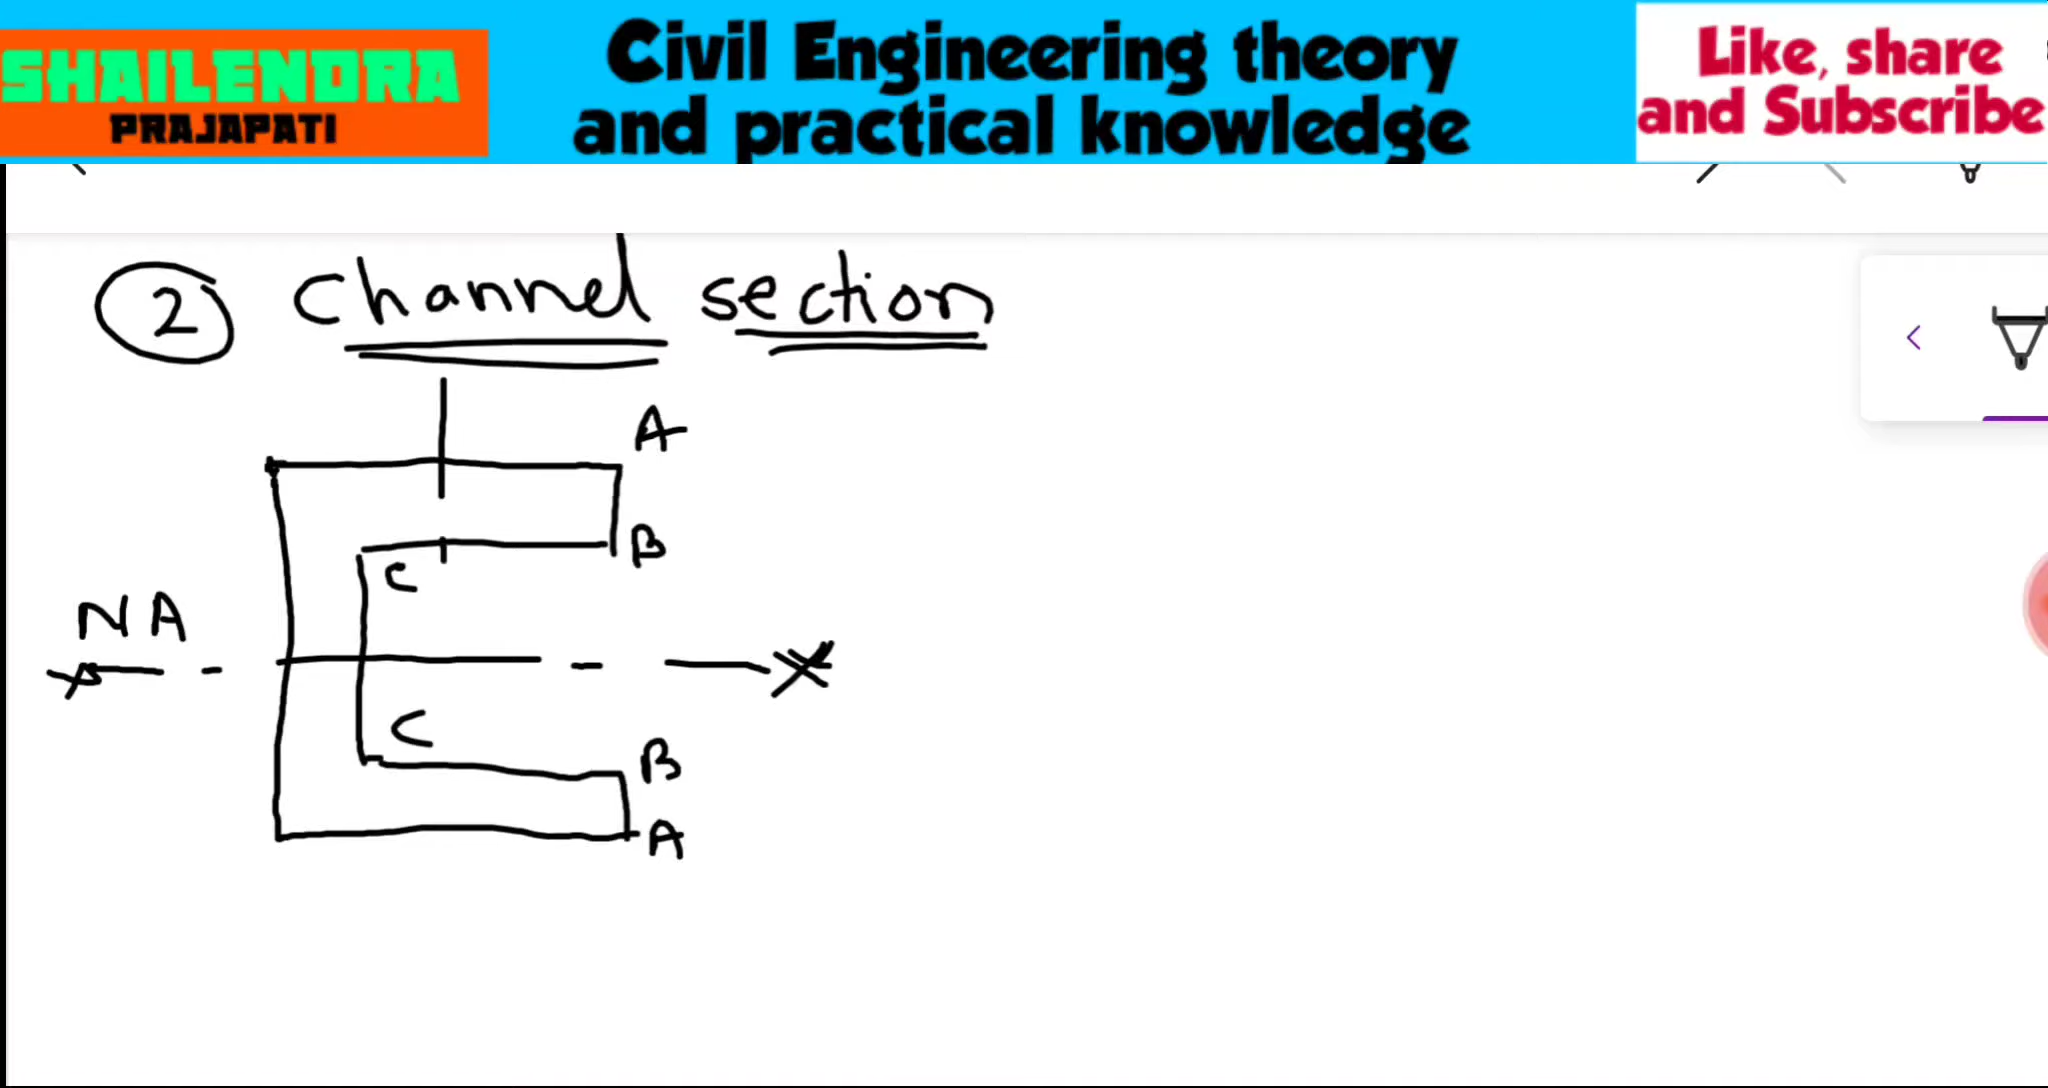 SHAILENDRA
PRAJAPATI
Civil Engineering theory
and practical knowledge
Like, share
and Subscribe
2 Channel section
A
B
C
NA
C
B
A